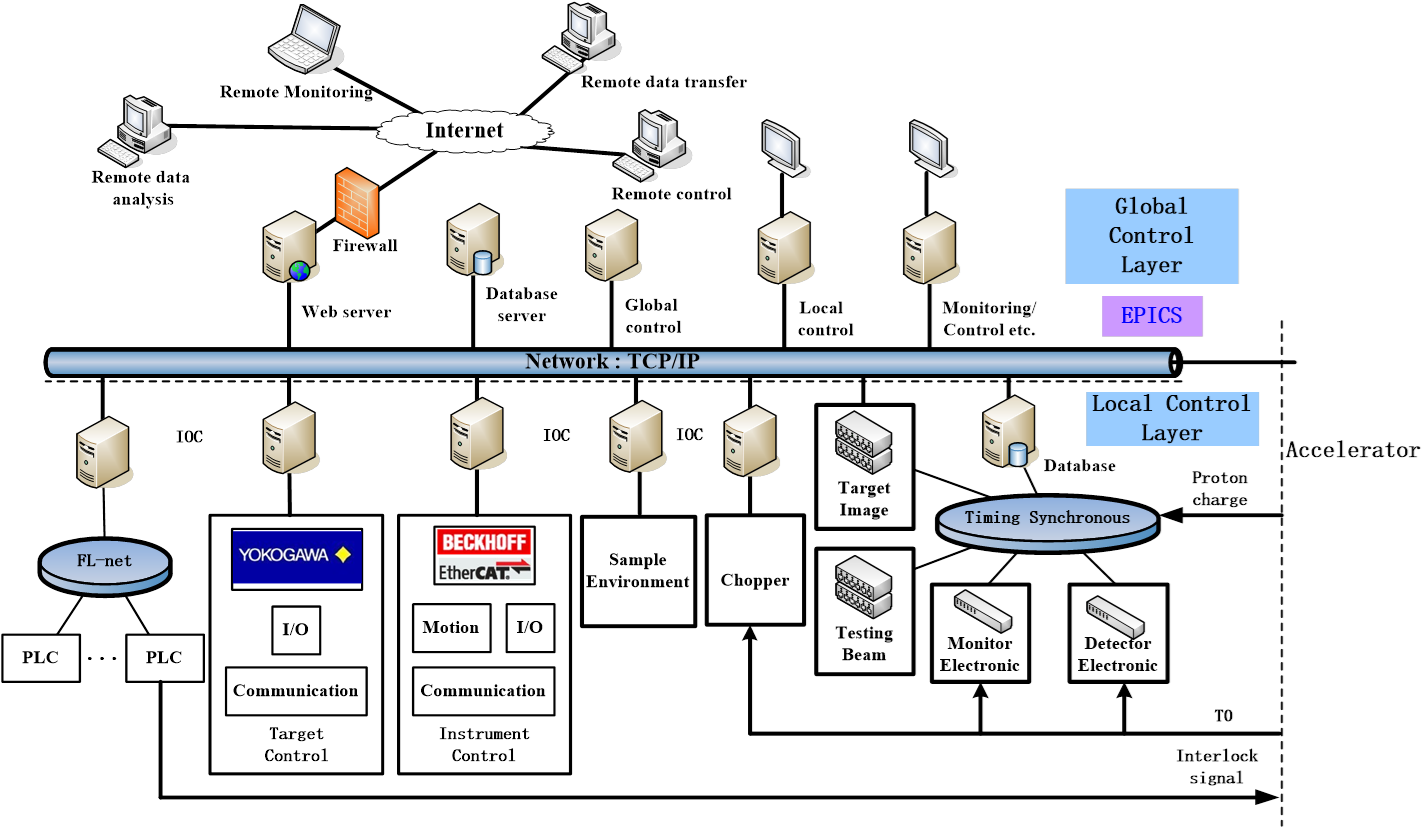 Remote Monitoring
Remote data transfer
Internet
Remote data
analysis
Remote control
Firewall
Web server
Database
server
Global
control
Local
control
Monitoring/
Control etc.
Global
Control
Layer
EPICS
Network : TCP/IP
Local Control
Layer
Accelerator
IOC
IOC
IOC
Database
Target
Image
Timing Synchronous
Proton
charge
FL-net
YOKOGAWA
BECKHOFF
EtherCAT
Sample
Environment
Chopper
I/O
Motion
I/O
Testing
Beam
Monitor
Electronic
Detector
Electronic
PLC
...
PLC
Communication
Communication
Target
Control
Instrument
Control
T0
Interlock
signal